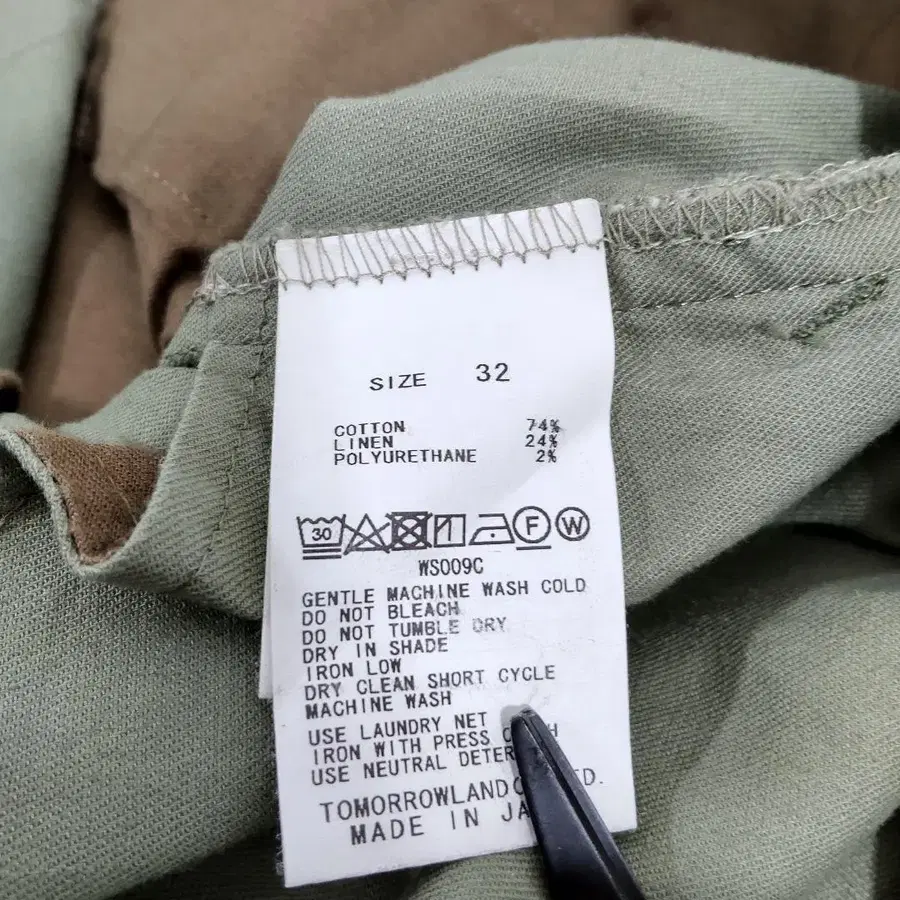 SIZE 32
COTTON 74%
LINEN 24%
POLYURETHANE 2%
30 F W
WS009C
GENTLE MACHINE WASH COLD
DO NOT BLEACH
DO NOT TUMBLE DRY
DRY IN SHADE
IRON LOW
DRY CLEAN SHORT CYCLE
MACHINE WASH
USE LAUNDRY NET
IRON WITH PRESS
USE NEUTRAL
TOMORROWLAND
MADE IN